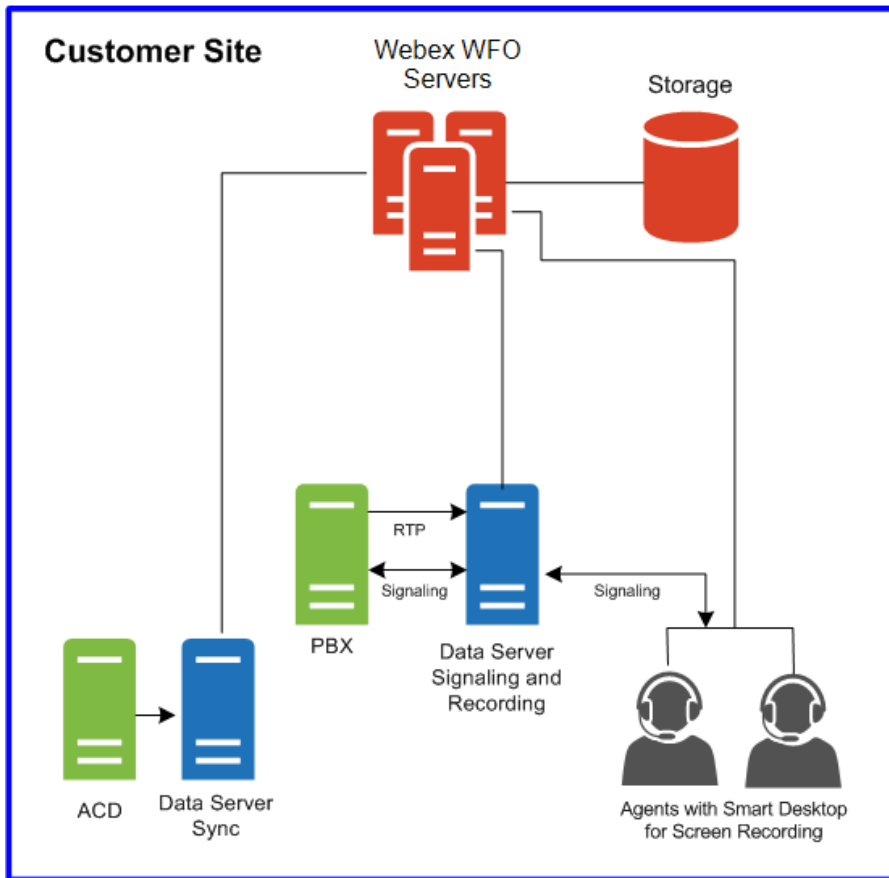 Customer Site
Webex WFO
Servers
Storage
RTP
Signaling
Signaling
PBX
Data Server
Signaling and
Recording
ACD
Data Server
Sync
Agents with Smart Desktop
for Screen Recording